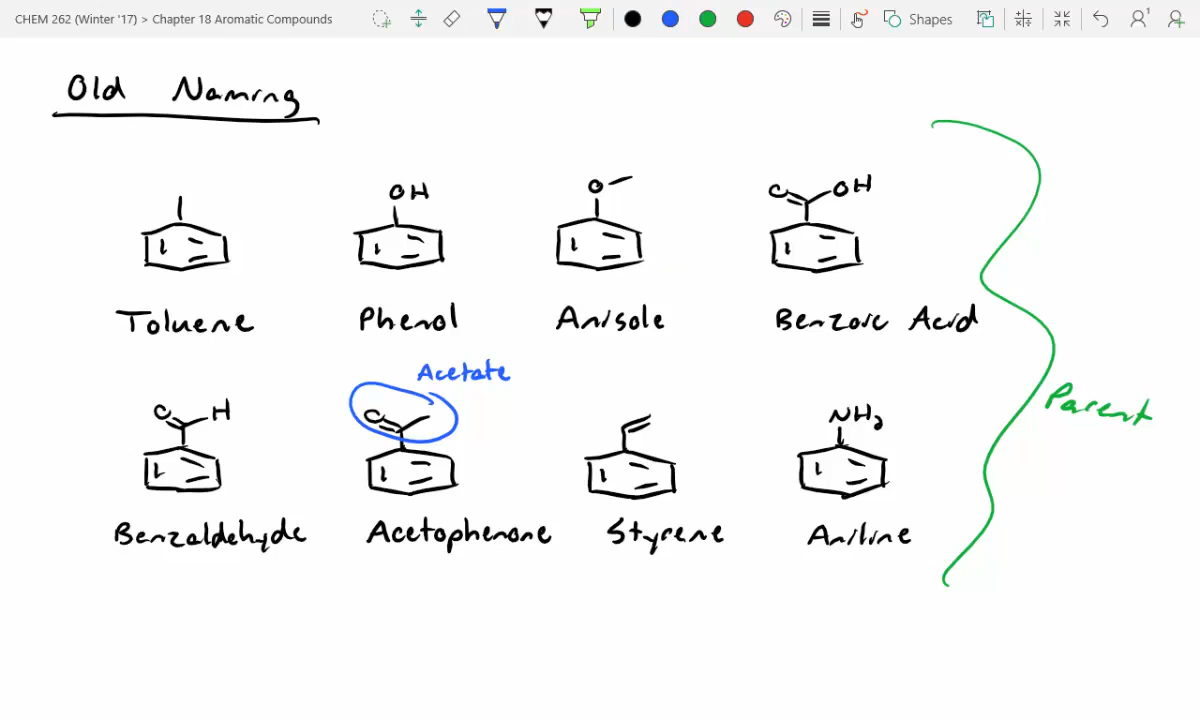 CHEM 262 (Winter '17) > Chapter 18 Aromatic Compounds
Shapes
1
Old Naming
OH
O
O OH
Toluene Phenol Anisole Benzoic Acid
Acetate
O H
O
NH2
Parent
Benzaldehyde Acetophenone Styrene Aniline